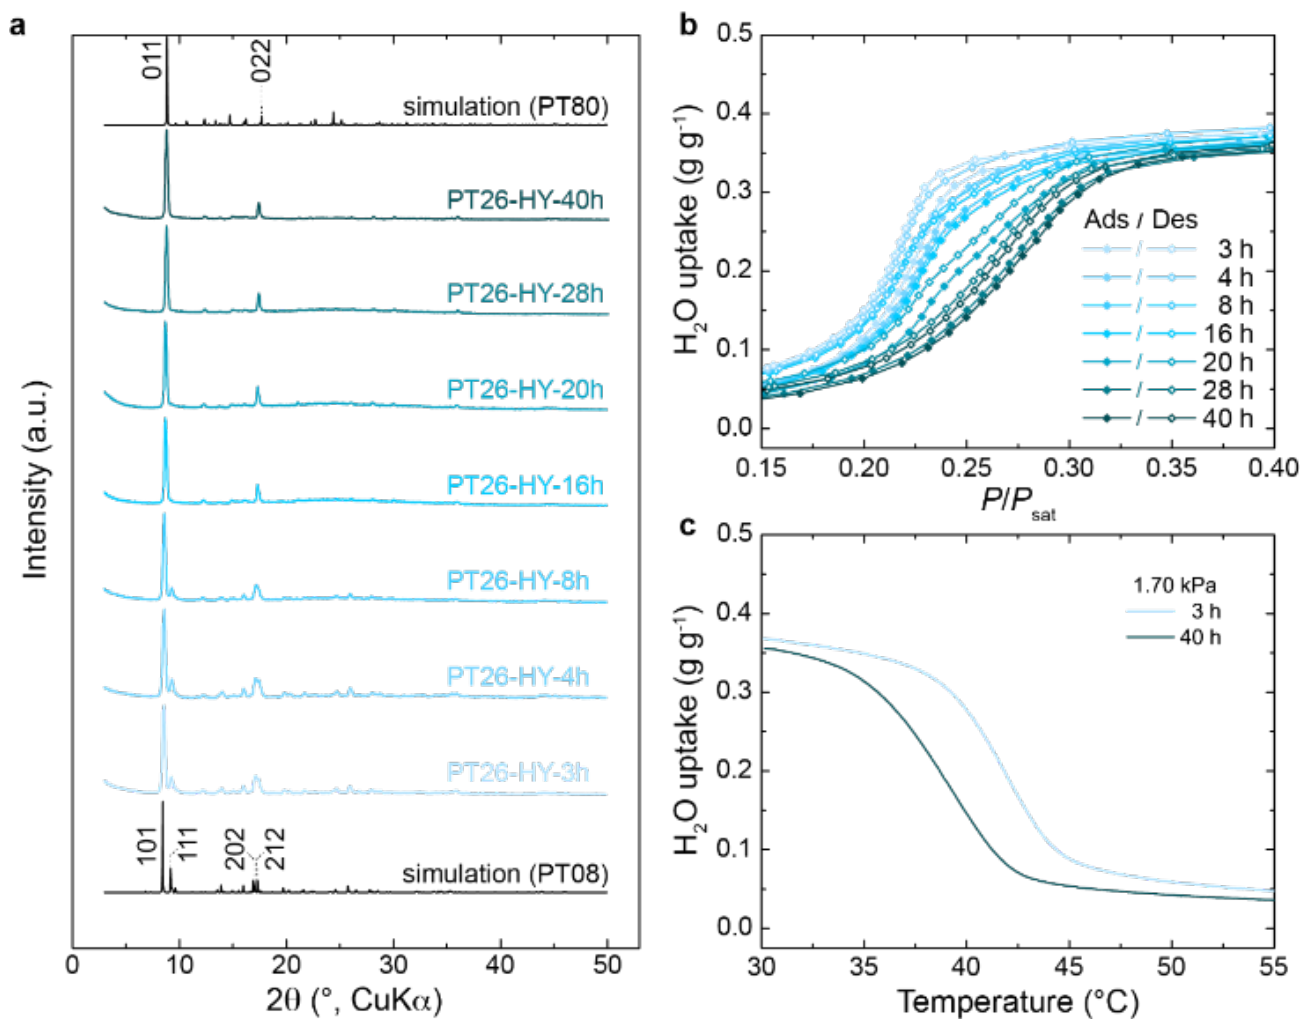 a
011
022
simulation (PT80)
PT26-HY-40h
PT26-HY-28h
PT26-HY-20h
PT26-HY-16h
PT26-HY-8h
PT26-HY-4h
PT26-HY-3h
101
111
202
212
simulation (PT08)
Intensity (a.u.)
0 10 20 30 40 50
2θ (°, CuKα)
b
0.5
0.4
0.3
0.2
0.1
0.0
H₂O uptake (g g⁻¹)
Ads / Des
/ 3 h
/ 4 h
/ 8 h
/ 16 h
/ 20 h
/ 28 h
/ 40 h
0.15 0.20 0.25 0.30 0.35 0.40
P/Psat
c
0.5
0.4
0.3
0.2
0.1
0.0
H₂O uptake (g g⁻¹)
1.70 kPa
3 h
40 h
30 35 40 45 50 55
Temperature (°C)